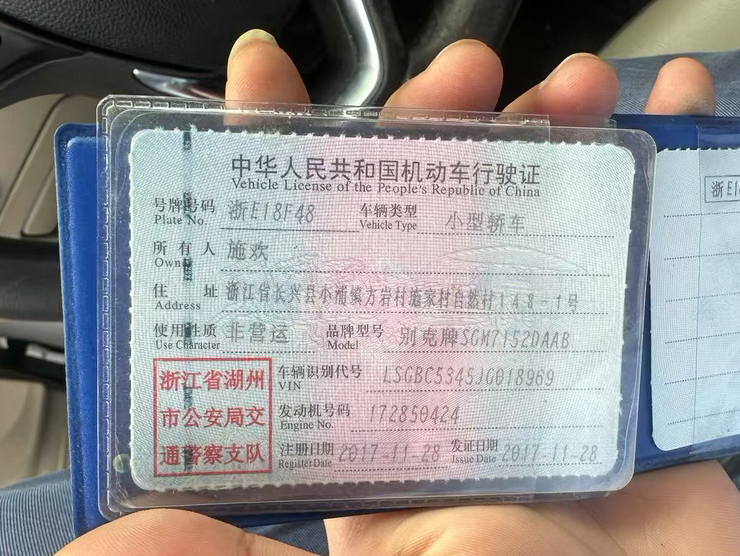 中华人民共和国机动车行驶证
Vehicle License of the People's Republic of China
号牌号码 浙E18F48 车辆类型 小型轿车
Plate No. Vehicle Type
所有人 施欢
Owner
住址 浙江省长兴县小浦镇方岩村施家村自然村148-1号
Address
使用性质 非营运 品牌型号 别克牌SGM7152DAAB
Use Character Model
浙江省湖州
市公安局交
通警察支队
车辆识别代号 LSGBC5345JG018969
VIN
发动机号码 172850424
Engine No.
注册日期 2017-11-28 发证日期 2017-11-28
Register Date Issue Date
浙E1